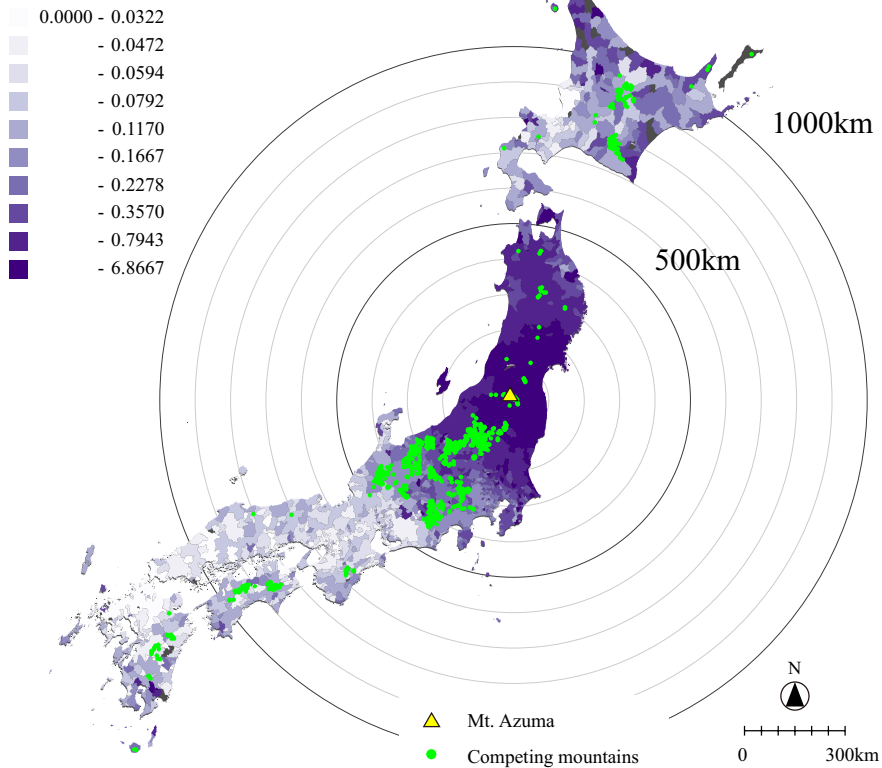 0.0000 - 0.0322
- 0.0472
- 0.0594
- 0.0792
- 0.1170
- 0.1667
- 0.2278
- 0.3570
- 0.7943
- 6.8667
1000km
500km
Mt. Azuma
Competing mountains
N
0 300km